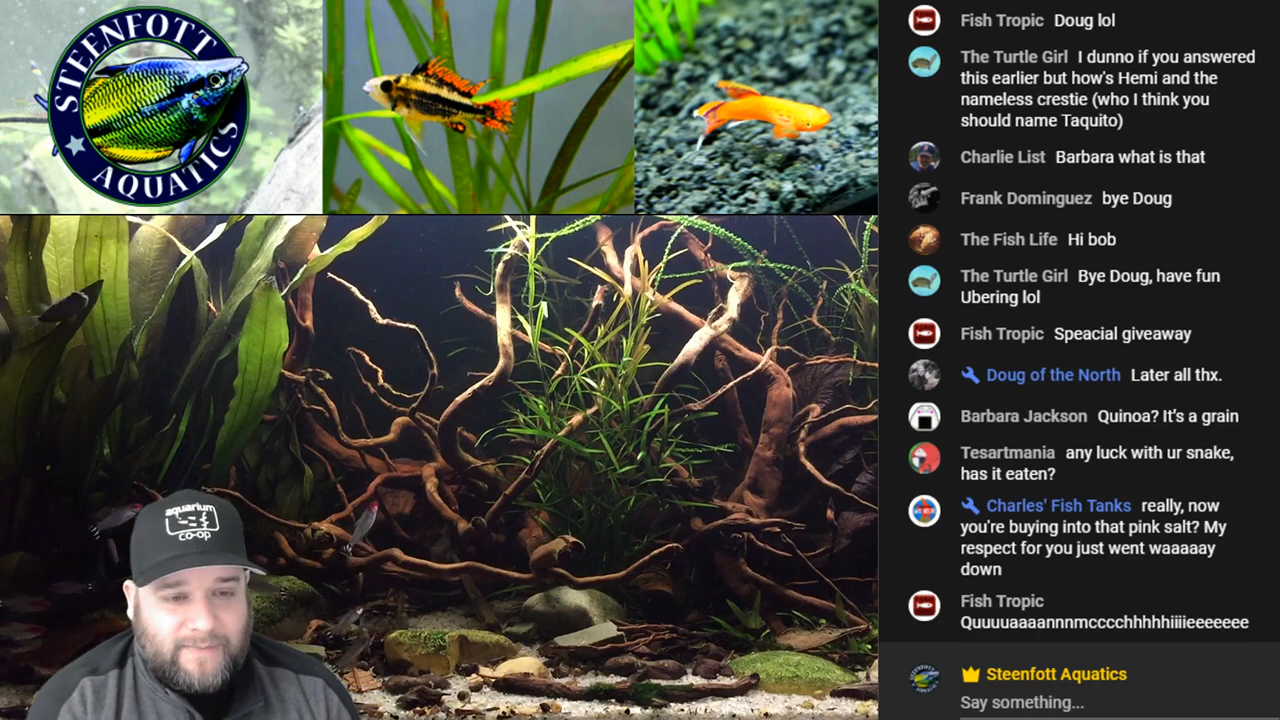 STEENFOTT
AQUATICS
aquarium
co-op
Fish Tropic Doug lol
The Turtle Girl I dunno if you answered
this earlier but how's Hemi and the
nameless crestie (who I think you
should name Taquito)
Charlie List Barbara what is that
Frank Dominguez bye Doug
The Fish Life Hi bob
The Turtle Girl Bye Doug, have fun
Ubering lol
Fish Tropic Speacial giveaway
Doug of the North Later all thx.
Barbara Jackson Quinoa? It's a grain
Tesartmania any luck with ur snake,
has it eaten?
Charles' Fish Tanks really, now
you're buying into that pink salt? My
respect for you just went waaaaay
down
Fish Tropic
Quuuuaaaannnmcccchhhhhiiiieeeeeee
Steenfott Aquatics
Say something...